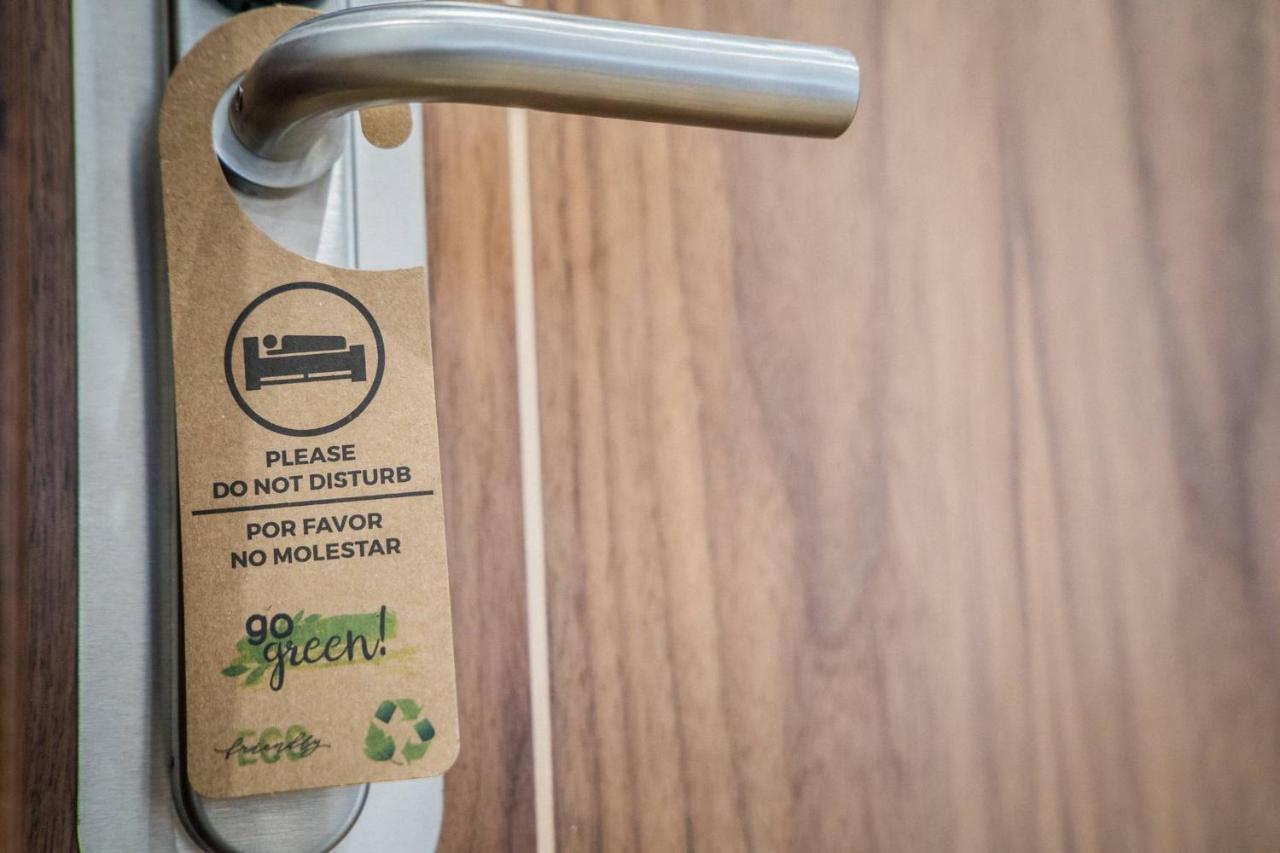 PLEASE
DO NOT DISTURB
POR FAVOR
NO MOLESTAR
go
green!
ECO
friendly